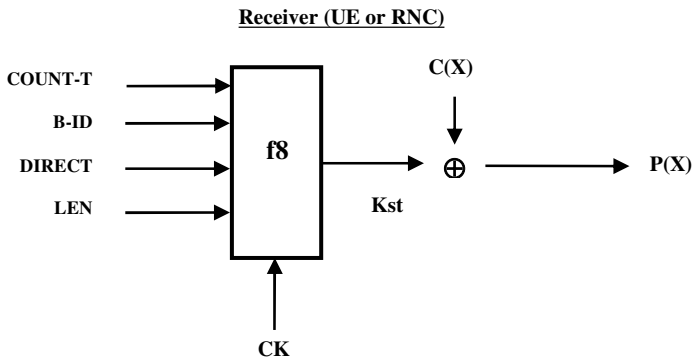 Receiver (UE or RNC)
COUNT-T
B-ID
DIRECT
LEN
f8
C(X)
⊕
P(X)
Kst
CK